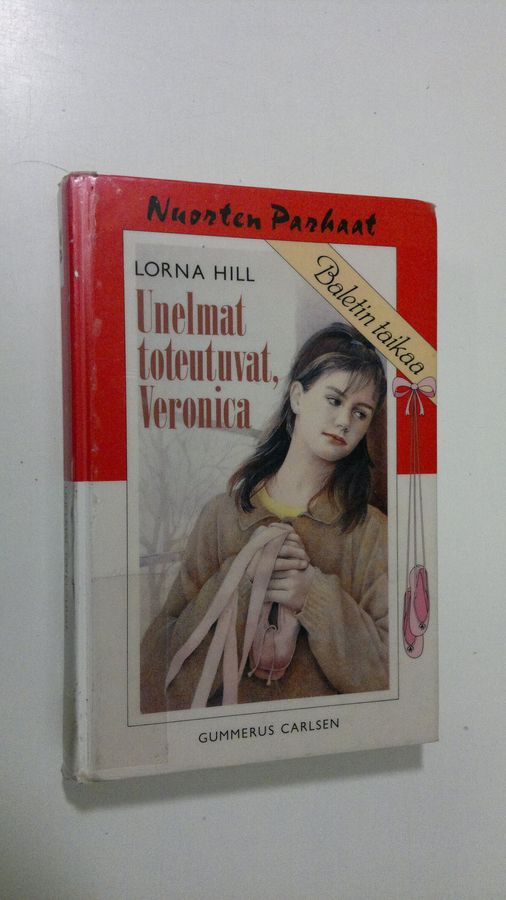 Nuorten Parhaat
LORNA HILL
Unelmat
toteutuvat,
Veronica
Baletin taikaa
GUMMERUS CARLSEN